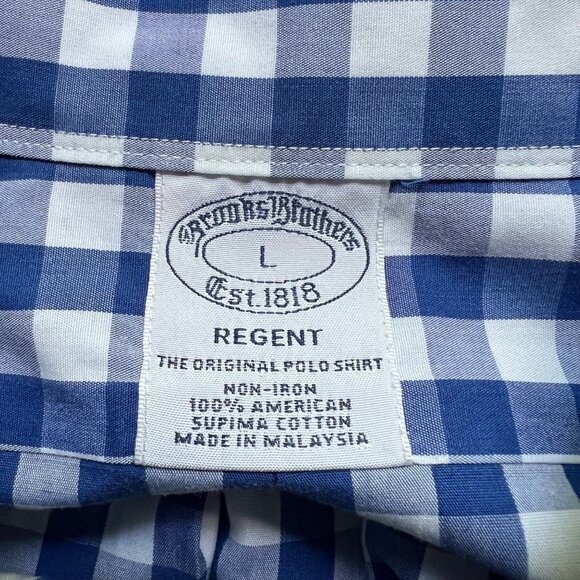 Brooks Brothers
L
Est. 1818
REGENT
THE ORIGINAL POLO SHIRT
NON-IRON
100% AMERICAN
SUPIMA COTTON
MADE IN MALAYSIA